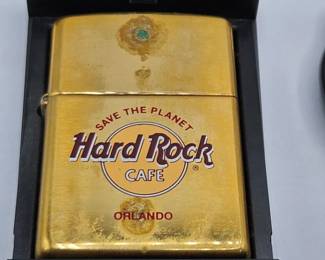 SAVE THE PLANET
Hard Rock
CAFE
®
ORLANDO